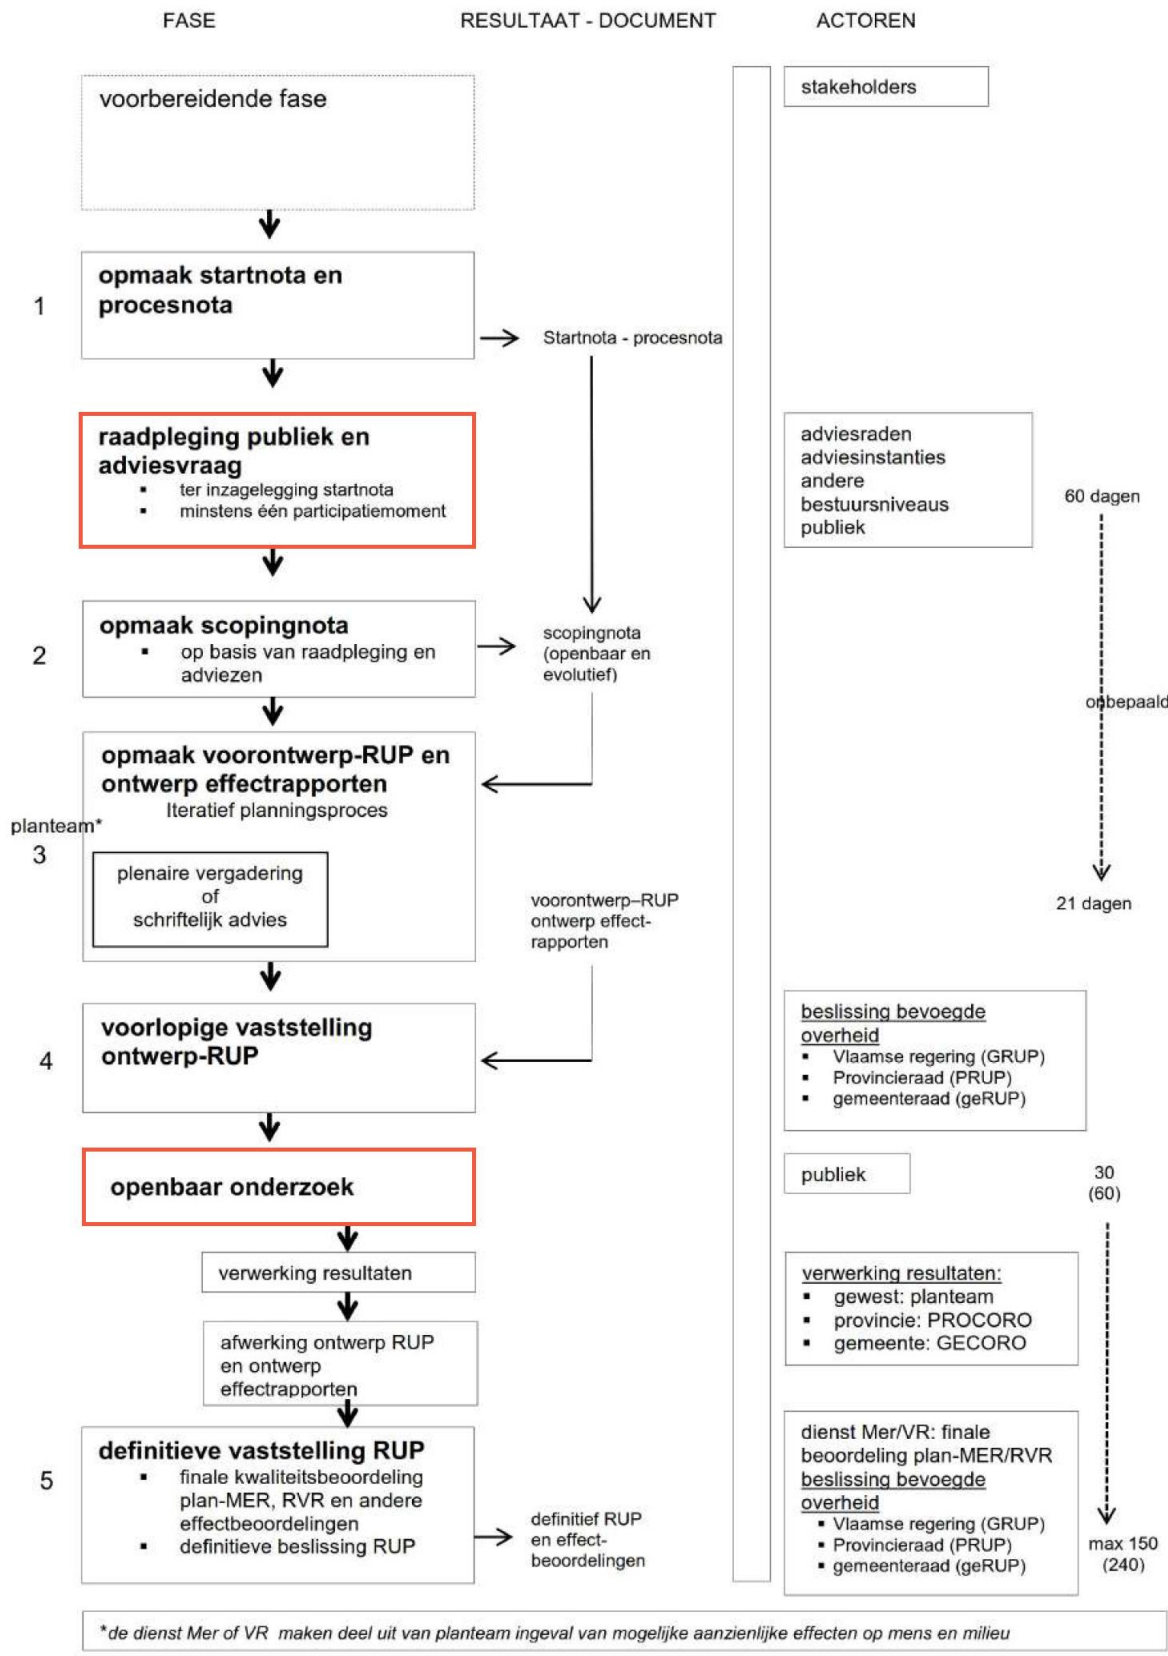 FASE
RESULTAAT - DOCUMENT
ACTOREN
voorbereidende fase
stakeholders
1
opmaak startnota en
procesnota
Startnota - procesnota
raadpleging publiek en
adviesvraag
▪ ter inzagelegging startnota
▪ minstens één participatiemoment
adviesraden
adviesinstanties
andere
bestuursniveaus
publiek
60 dagen
2
opmaak scopingnota
▪ op basis van raadpleging en
adviezen
scopingnota
(openbaar en
evolutief)
onbepaald
opmaak voorontwerp-RUP en
ontwerp effectrapporten
Iteratief planningsproces
planteam*
3
plenaire vergadering
of
schriftelijk advies
voorontwerp–RUP
ontwerp effect-
rapporten
21 dagen
4
voorlopige vaststelling
ontwerp-RUP
beslissing bevoegde
overheid
▪ Vlaamse regering (GRUP)
▪ Provincieraad (PRUP)
▪ gemeenteraad (geRUP)
openbaar onderzoek
publiek
30
(60)
verwerking resultaten
verwerking resultaten:
▪ gewest: planteam
▪ provincie: PROCORO
▪ gemeente: GECORO
afwerking ontwerp RUP
en ontwerp
effectrapporten
5
definitieve vaststelling RUP
▪ finale kwaliteitsbeoordeling
plan-MER, RVR en andere
effectbeoordelingen
▪ definitieve beslissing RUP
definitief RUP
en effect-
beoordelingen
dienst Mer/VR: finale
beoordeling plan-MER/RVR
beslissing bevoegde
overheid
▪ Vlaamse regering (GRUP)
▪ Provincieraad (PRUP)
▪ gemeenteraad (geRUP)
max 150
(240)
*de dienst Mer of VR maken deel uit van planteam ingeval van mogelijke aanzienlijke effecten op mens en milieu